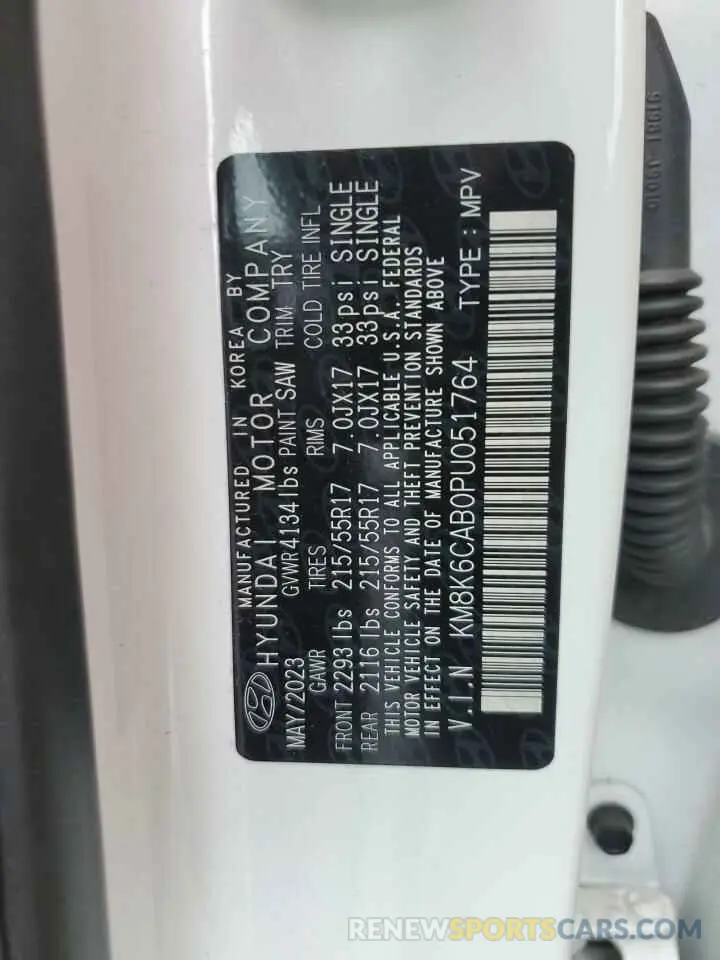 MANUFACTURED IN KOREA BY
HYUNDAI MOTOR COMPANY
MAY/2023 GVWR4134lbs PAINT SAW TRIM TRY
GAWR TIRES RIMS COLD TIRE INFL
FRONT 2293lbs 215/55R17 7.0JX17 33psi SINGLE
REAR 2116lbs 215/55R17 7.0JX17 33psi SINGLE
THIS VEHICLE CONFORMS TO ALL APPLICABLE U.S.A. FEDERAL
MOTOR VEHICLE SAFETY AND THEFT PREVENTION STANDARDS
IN EFFECT ON THE DATE OF MANUFACTURE SHOWN ABOVE
V.I.N KM8K6CAB0PU051764 TYPE : MPV
RENEWSPORTSCARS.COM